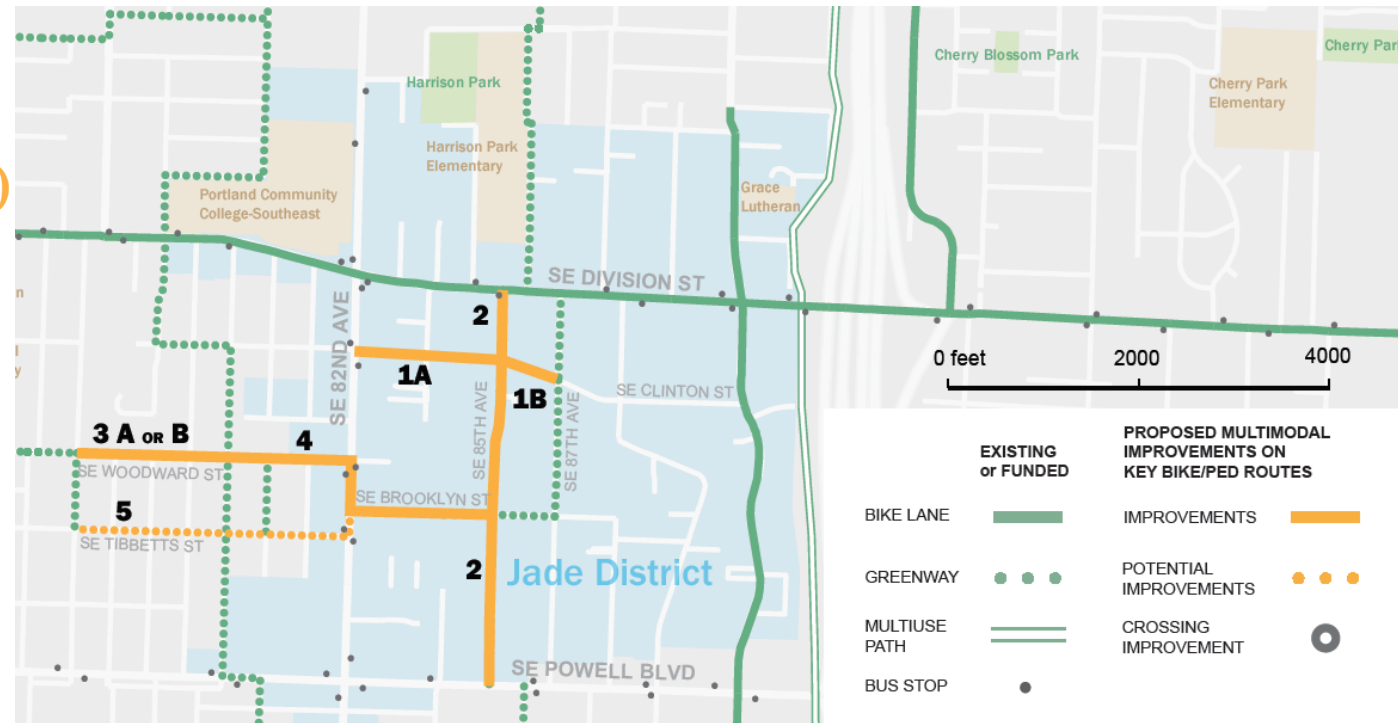 Cherry Blossom Park
Cherry Par
Harrison Park
Cherry Park
Elementary
Harrison Park
Elementary
)
Portland Community
College-Southeast
Grace
Lutheran
SE DIVISION ST
n
SE 82ND AVE
2
l
y
1A
1B
0 feet
2000
4000
SE CLINTON ST
SE 85TH AVE
SE 87TH AVE
3 A OR B
4
SE WOODWARD ST
SE BROOKLYN ST
5
SE TIBBETTS ST
2
Jade District
SE POWELL BLVD
EXISTING
or FUNDED
PROPOSED MULTIMODAL
IMPROVEMENTS ON
KEY BIKE/PED ROUTES
BIKE LANE
IMPROVEMENTS
GREENWAY
POTENTIAL
IMPROVEMENTS
MULTIUSE
PATH
CROSSING
IMPROVEMENT
BUS STOP